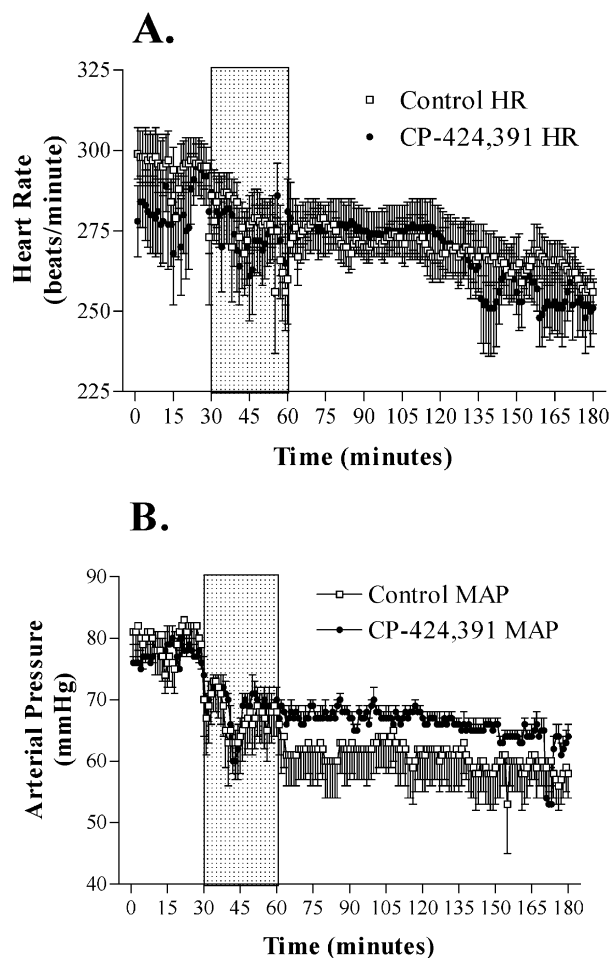 A.
325
300
275
250
225
Heart Rate
(beats/minute)
Control HR
CP-424,391 HR
0 15 30 45 60 75 90 105 115 135 150 165 180
Time (minutes)
B.
90
80
70
60
50
40
Arterial Pressure
(mmHg)
Control MAP
CP-424,391 MAP
0 15 30 45 60 75 90 105 115 135 150 165 180
Time (minutes)